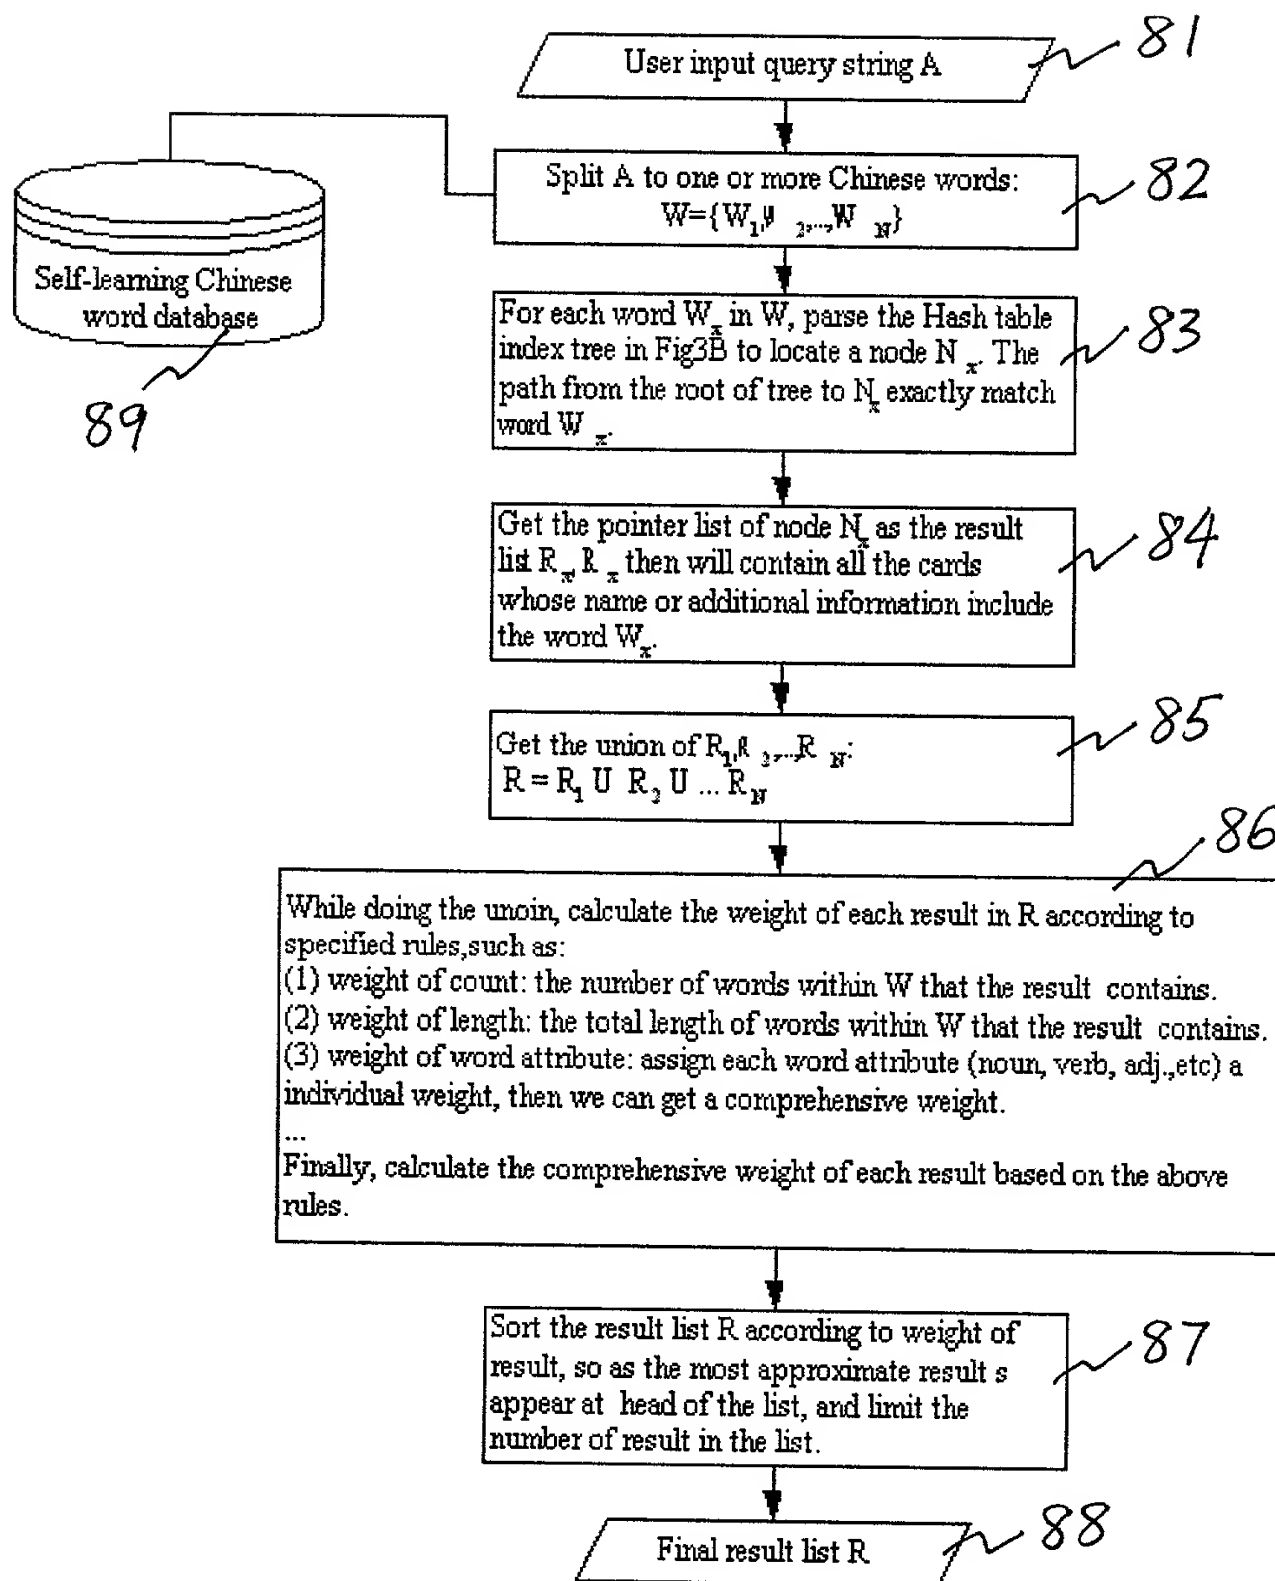 User input query string A
81
Split A to one or more Chinese words:
W={W1,W2,...,WN}
82
Self-learning Chinese
word database
89
For each word Wx in W, parse the Hash table
index tree in Fig3B to locate a node Nx. The
path from the root of tree to Nx exactly match
word Wx.
83
Get the pointer list of node Nx as the result
list Rx, Rx then will contain all the cards
whose name or additional information include
the word Wx.
84
Get the union of R1,R2,...,RN:
R = R1 U R2 U ... RN
85
86
While doing the unoin, calculate the weight of each result in R according to
specified rules,such as:
(1) weight of count: the number of words within W that the result contains.
(2) weight of length: the total length of words within W that the result contains.
(3) weight of word attribute: assign each word attribute (noun, verb, adj.,etc) a
individual weight, then we can get a comprehensive weight.
...
Finally, calculate the comprehensive weight of each result based on the above
rules.
Sort the result list R according to weight of
result, so as the most approximate result s
appear at head of the list, and limit the
number of result in the list.
87
Final result list R
88